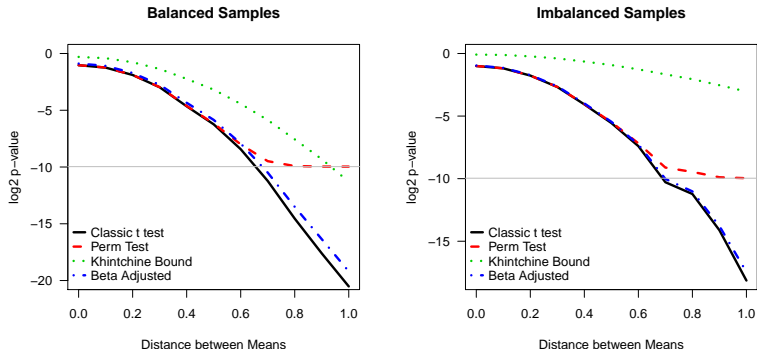 Balanced Samples
log2 p-value
0
−5
−10
−15
−20
Classic t test
Perm Test
Khintchine Bound
Beta Adjusted
0.0 0.2 0.4 0.6 0.8 1.0
Distance between Means
Imbalanced Samples
log2 p-value
0
−5
−10
−15
Classic t test
Perm Test
Khintchine Bound
Beta Adjusted
0.0 0.2 0.4 0.6 0.8 1.0
Distance between Means